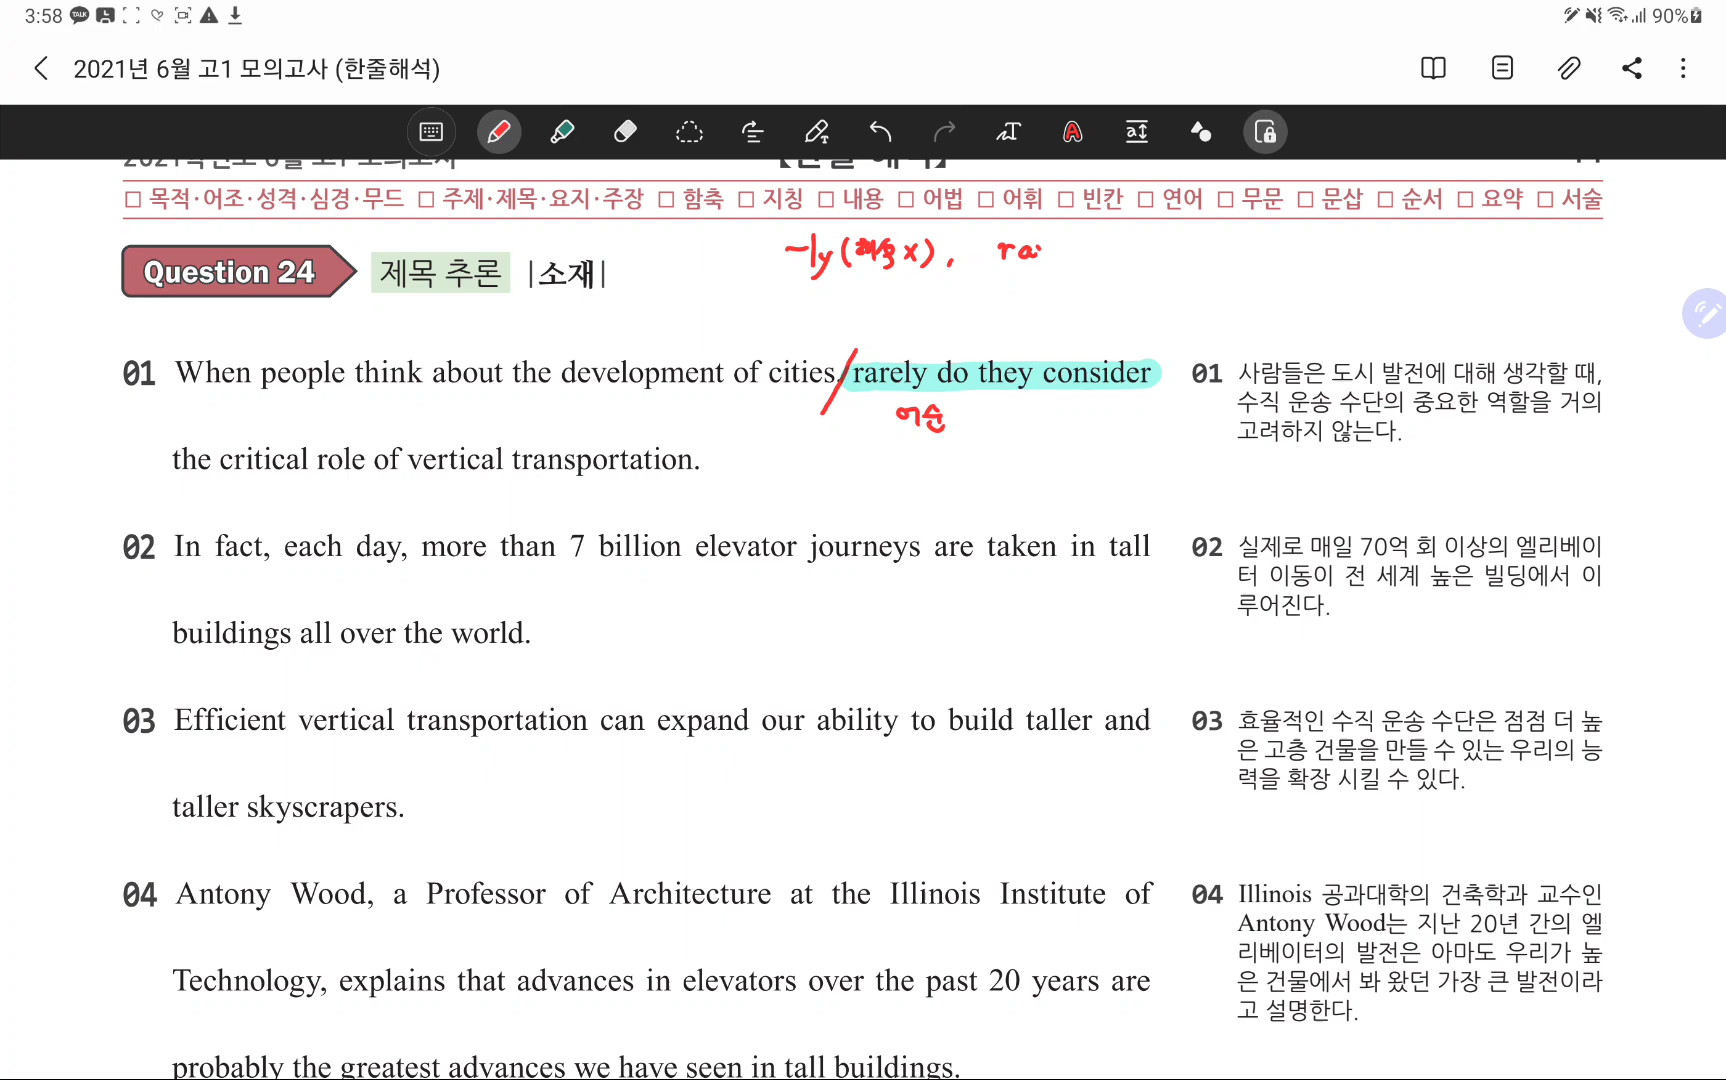 3:58 TALK 90%
2021년 6월 고1 모의고사 (한줄해석)
□ 목적·어조·성격·심경·무드 □ 주제·제목·요지·주장 □ 함축 □ 지칭 □ 내용 □ 어법 □ 어휘 □ 빈칸 □ 연어 □ 무문 □ 문삽 □ 순서 □ 요약 □ 서술
-ly ( x), ra
Question 24 제목 추론 |소재|
01 When people think about the development of cities, rarely do they consider
어순
the critical role of vertical transportation.
01 사람들은 도시 발전에 대해 생각할 때,
수직 운송 수단의 중요한 역할을 거의
고려하지 않는다.
02 In fact, each day, more than 7 billion elevator journeys are taken in tall
buildings all over the world.
02 실제로 매일 70억 회 이상의 엘리베이
터 이동이 전 세계 높은 빌딩에서 이
루어진다.
03 Efficient vertical transportation can expand our ability to build taller and
taller skyscrapers.
03 효율적인 수직 운송 수단은 점점 더 높
은 고층 건물을 만들 수 있는 우리의 능
력을 확장 시킬 수 있다.
04 Antony Wood, a Professor of Architecture at the Illinois Institute of
Technology, explains that advances in elevators over the past 20 years are
probably the greatest advances we have seen in tall buildings.
04 Illinois 공과대학의 건축학과 교수인
Antony Wood는 지난 20년 간의 엘
리베이터의 발전은 아마도 우리가 높
은 건물에서 봐 왔던 가장 큰 발전이라
고 설명한다.